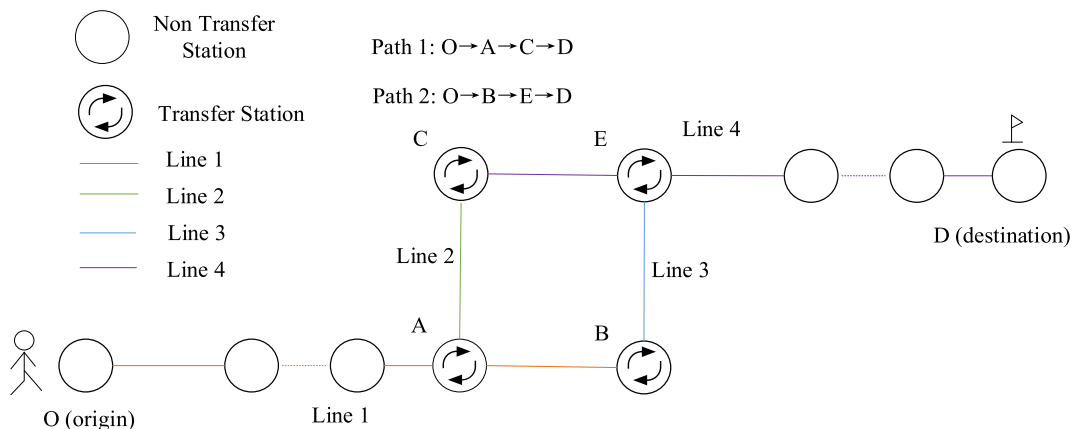 Non Transfer
Station
Path 1: O→A→C→D
Path 2: O→B→E→D
Transfer Station
Line 1
Line 2
Line 3
Line 4
C
E
Line 4
D (destination)
Line 2
Line 3
A
B
O (origin)
Line 1